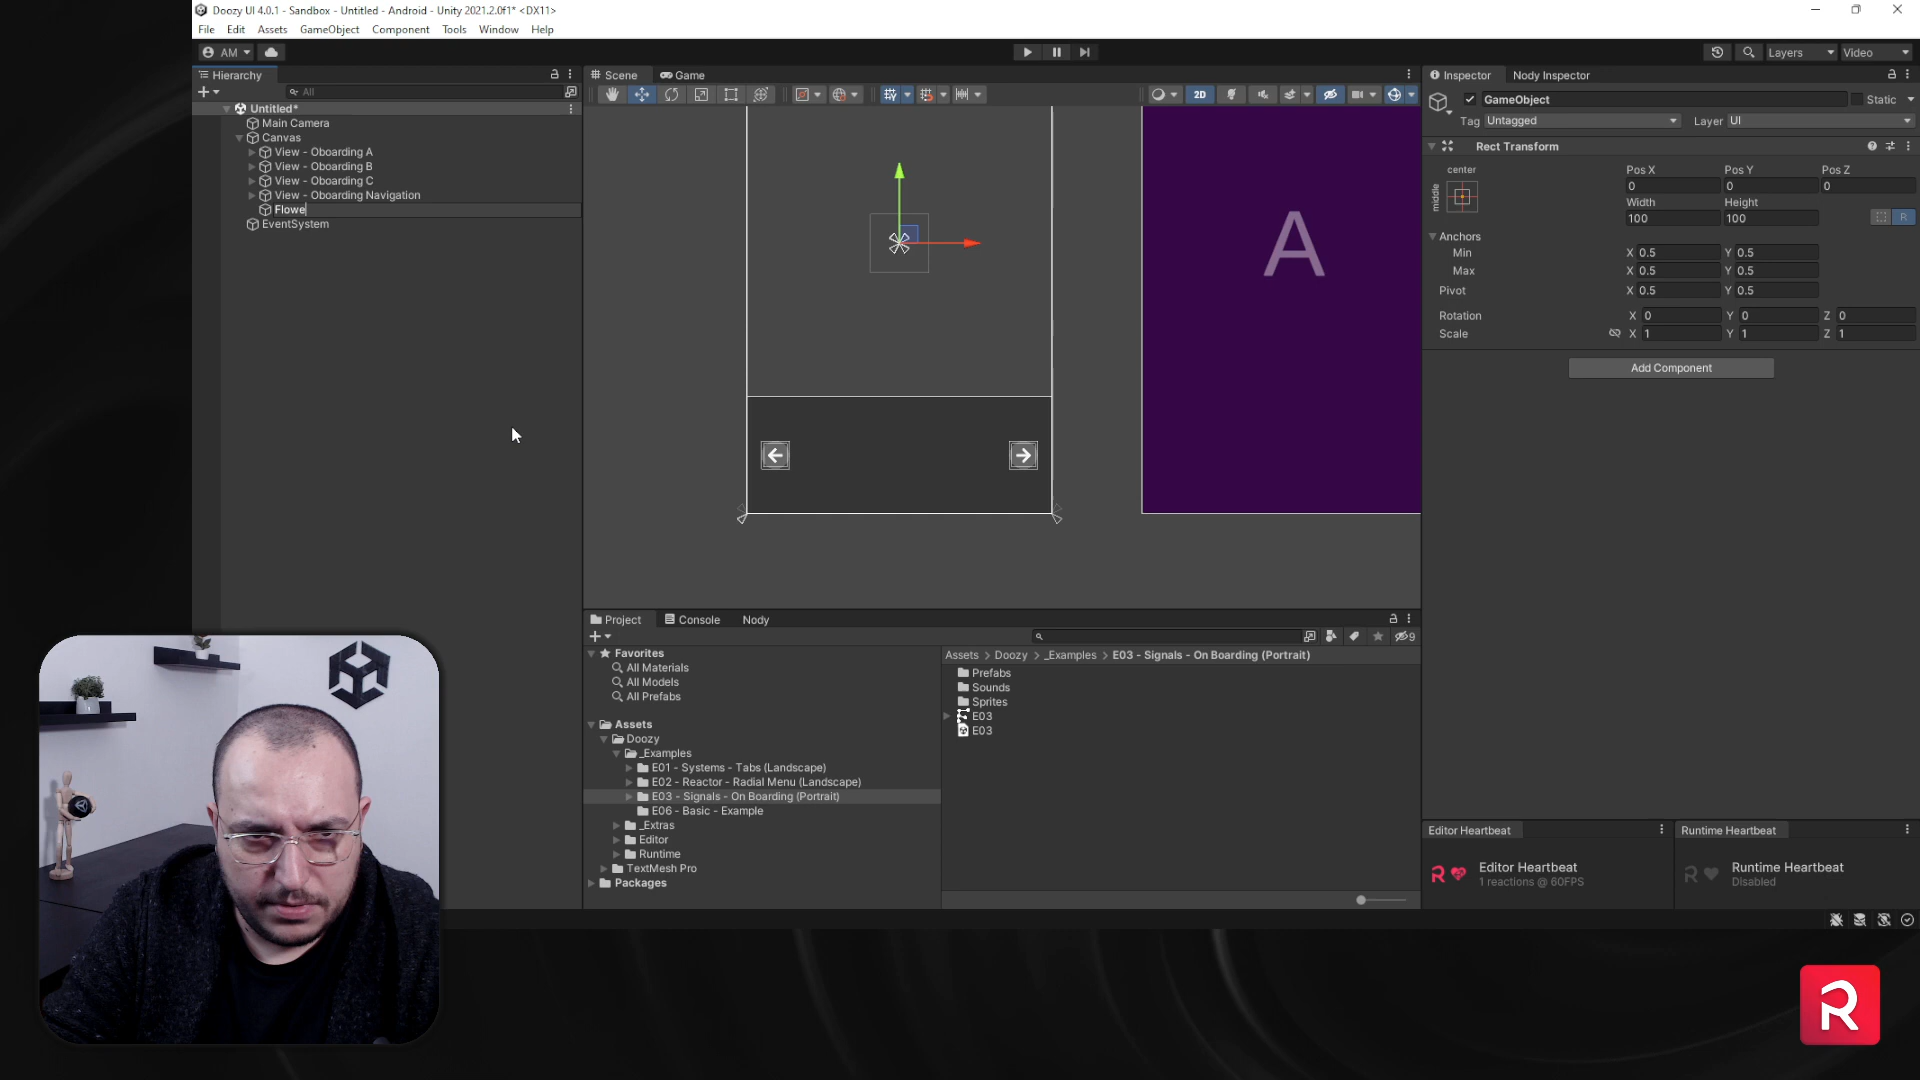 Doozy UI 4.0.1 - Sandbox - Untitled - Android - Unity 2021.2.0f1* <DX11>
File Edit Assets GameObject Component Tools Window Help
AM Layers Video
Hierarchy
All
Untitled*
Main Camera
Canvas
View - Oboarding A
View - Oboarding B
View - Oboarding C
View - Oboarding Navigation
Flowe
EventSystem
Scene Game
2D
A
Project Console Nody
9
Favorites
All Materials
All Models
All Prefabs
Assets
Doozy
_Examples
E01 - Systems - Tabs (Landscape)
E02 - Reactor - Radial Menu (Landscape)
E03 - Signals - On Boarding (Portrait)
E06 - Basic - Example
_Extras
Editor
Runtime
TextMesh Pro
Packages
Assets > Doozy > _Examples > E03 - Signals - On Boarding (Portrait)
Prefabs
Sounds
Sprites
E03
E03
Inspector Node Inspector
GameObject Static
Tag Untagged Layer UI
Rect Transform
center Pos X Pos Y Pos Z
middle 0 0 0
Width Height
100 100 R
Anchors
Min X 0.5 Y 0.5
Max X 0.5 Y 0.5
Pivot X 0.5 Y 0.5
Rotation X 0 Y 0 Z 0
Scale X 1 Y 1 Z 1
Add Component
Editor Heartbeat Runtime Heartbeat
R Editor Heartbeat
1 reactions @ 60FPS
R Runtime Heartbeat
Disabled
R